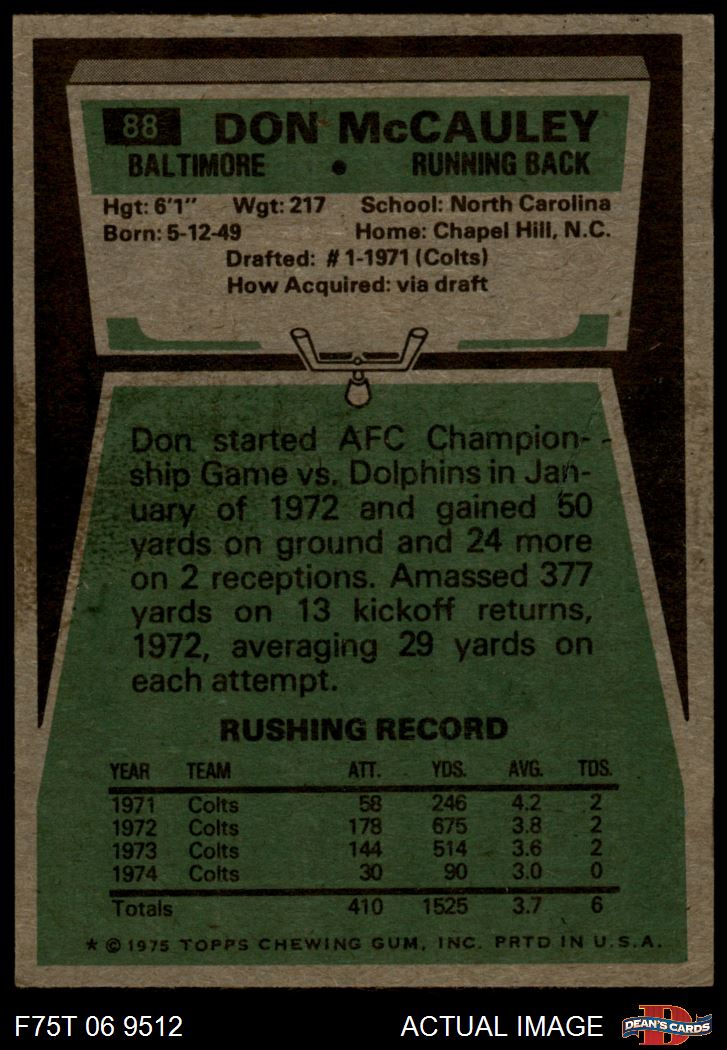 88 DON McCAULEY
BALTIMORE • RUNNING BACK
Hgt: 6'1" Wgt: 217 School: North Carolina
Born: 5-12-49 Home: Chapel Hill, N.C.
Drafted: #1-1971 (Colts)
How Acquired: via draft
Don started AFC Champion-
ship Game vs. Dolphins in Jan-
uary of 1972 and gained 50
yards on ground and 24 more
on 2 receptions. Amassed 377
yards on 13 kickoff returns,
1972, averaging 29 yards on
each attempt.
RUSHING RECORD
YEAR TEAM ATT. YDS. AVG. TDS.
1971 Colts 58 246 4.2 2
1972 Colts 178 675 3.8 2
1973 Colts 144 514 3.6 2
1974 Colts 30 90 3.0 0
Totals 410 1525 3.7 6
* © 1975 TOPPS CHEWING GUM, INC. PRTD IN U.S.A.
F75T 06 9512 ACTUAL IMAGE D DEAN'S CARDS